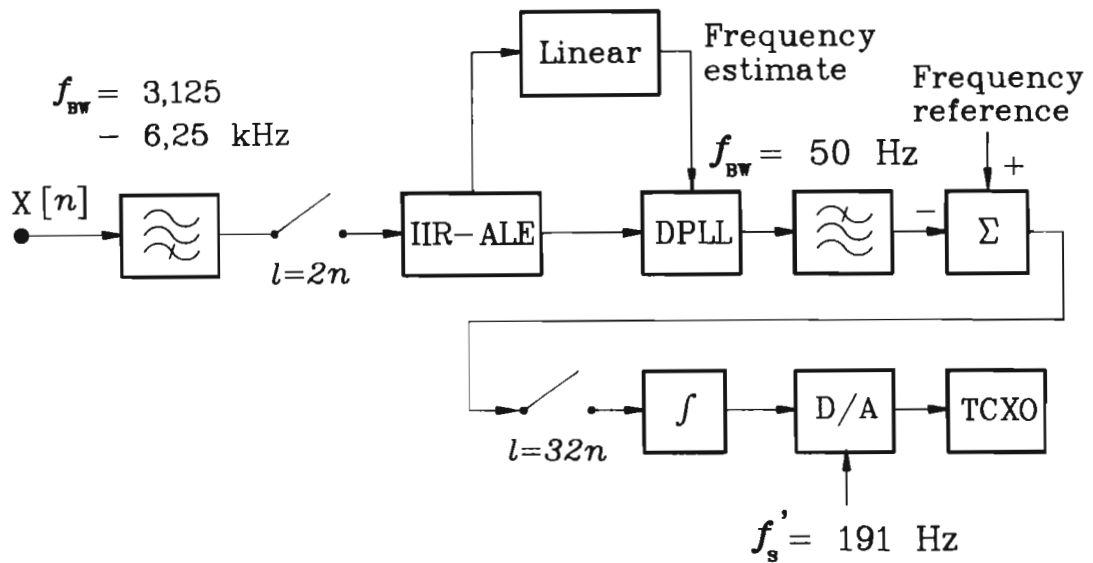 f_BW = 3,125
– 6,25 kHz
X [n]
l=2n
IIR-ALE
Linear
Frequency
estimate
DPLL
f_BW = 50 Hz
Frequency
reference
+
–
Σ
l=32n
∫
D/A
TCXO
f_s' = 191 Hz